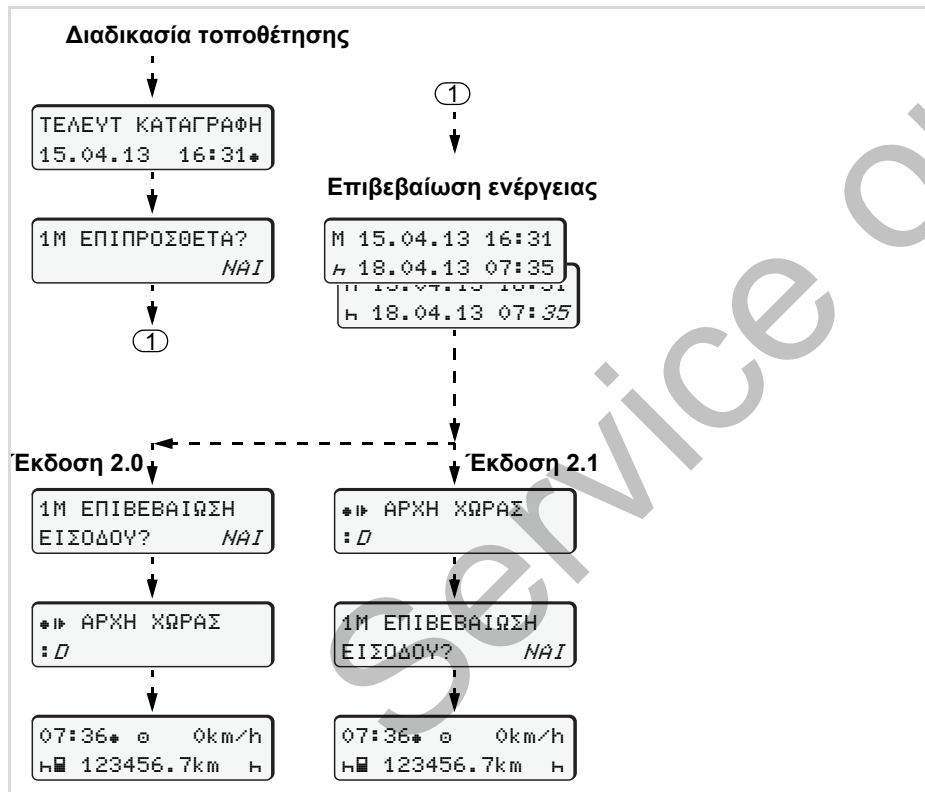 Διαδικασία τοποθέτησης
ΤΕΛΕΥΤ ΚΑΤΑΓΡΑΦΗ
15.04.13 16:31
1M ΕΠΙΠΡΟΣΘΕΤΑ?
ΝΑΙ
1
1
Επιβεβαίωση ενέργειας
M 15.04.13 16:31
18.04.13 07:35
18.04.13 07:35
Έκδοση 2.0
1M ΕΠΙΒΕΒΑΙΩΣΗ
ΕΙΣΟΔΟΥ? ΝΑΙ
ΑΡΧΗ ΧΩΡΑΣ
:D
07:36 0km/h
123456.7km
Έκδοση 2.1
ΑΡΧΗ ΧΩΡΑΣ
:D
1M ΕΠΙΒΕΒΑΙΩΣΗ
ΕΙΣΟΔΟΥ? ΝΑΙ
07:36 0km/h
123456.7km
Service o